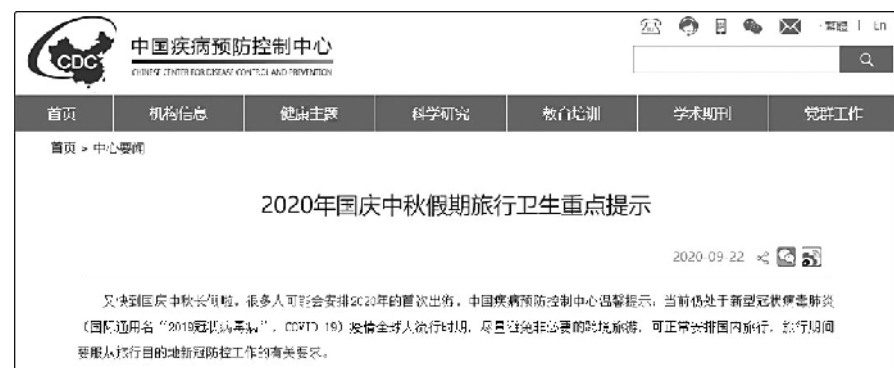 繁體 | En
中国疾病预防控制中心
CDC
CHINESE CENTER FOR DISEASE CONTROL AND PREVENTION
首页 机构信息 健康主题 科学研究 教育培训 学术期刊 党群工作
首页 > 中心要闻
2020年国庆中秋假期旅行卫生重点提示
2020-09-22
又快到国庆中秋长假啦，很多人可能会安排2020年的首次出游，中国疾病预防控制中心温馨提示：当前仍处于新型冠状病毒肺炎
（国际通用名“2019冠状病毒病”，COVID-19）疫情全球大流行时期，尽量避免非必要的跨境旅游，可正常安排国内旅行，旅行期间
要服从旅行目的地新冠防控工作的有关要求。